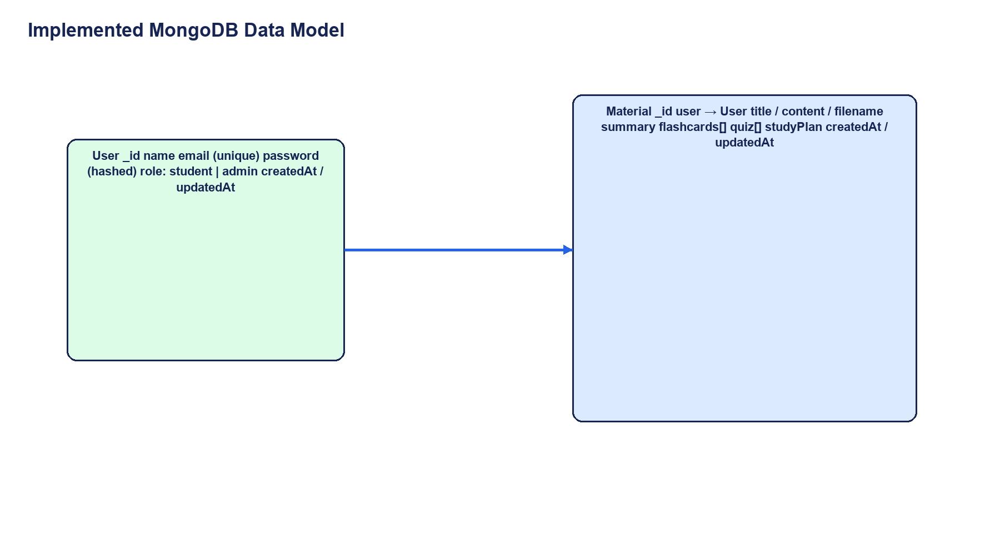 Implemented MongoDB Data Model
User _id name email (unique) password
(hashed) role: student | admin createdAt /
updatedAt
Material _id user → User title / content / filename
summary flashcards[] quiz[] studyPlan createdAt /
updatedAt